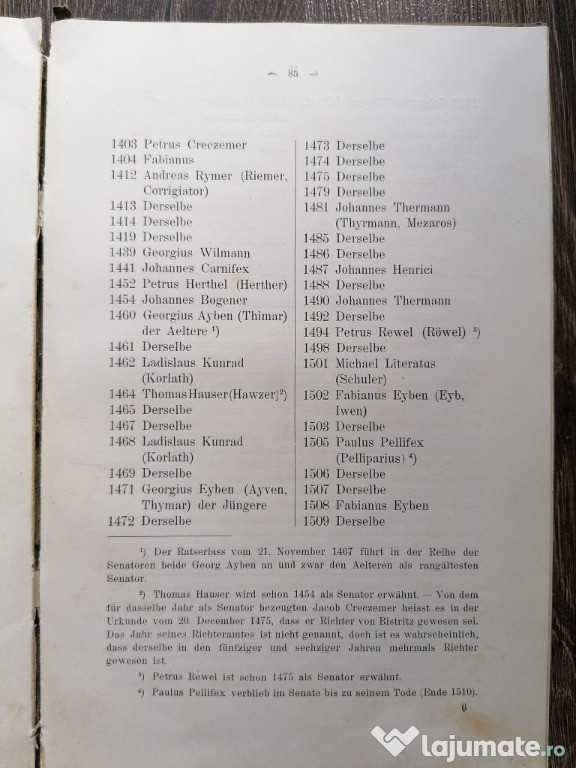 — 85 —
1403 Petrus Creczemer
1404 Fabianus
1412 Andreas Rymer (Riemer,
Corrigiator)
1413 Derselbe
1414 Derselbe
1419 Derselbe
1439 Georgius Wilmann
1441 Johannes Carnifex
1452 Petrus Herthel (Herther)
1454 Johannes Bogener
1460 Georgius Ayben (Thimar)
der Aeltere ¹)
1461 Derselbe
1462 Ladislaus Kunrad
(Korlath)
1464 Thomas Hauser (Hawzer)²)
1465 Derselbe
1467 Derselbe
1468 Ladislaus Kunrad
(Korlath)
1469 Derselbe
1471 Georgius Eyben (Ayven,
Thymar) der Jüngere
1472 Derselbe
1473 Derselbe
1474 Derselbe
1475 Derselbe
1479 Derselbe
1481 Johannes Thermann
(Thyrmann, Mezaros)
1485 Derselbe
1486 Derselbe
1487 Johannes Henrici
1488 Derselbe
1490 Johannes Thermann
1492 Derselbe
1494 Petrus Rewel (Röwel) ³)
1498 Derselbe
1501 Michael Literatus
(Schuler)
1502 Fabianus Eyben (Eyb,
Iwen)
1503 Derselbe
1505 Paulus Pellifex
(Pelliparius) ⁴)
1506 Derselbe
1507 Derselbe
1508 Fabianus Eyben
1509 Derselbe
¹) Der Ratserlass vom 21. November 1467 führt in der Reihe der
Senatoren beide Georg Ayben an und zwar den Aelteren als rangältesten
Senator.
²) Thomas Hauser wird schon 1454 als Senator erwähnt. — Von dem
für dasselbe Jahr als Senator bezeugten Jacob Creczemer heisst es in der
Urkunde vom 20. December 1475, dass er Richter von Bistritz gewesen sei.
Das Jahr seines Richteramtes ist nicht genannt, doch ist es wahrscheinlich,
dass derselbe in den fünfziger und sechziger Jahren mehrmals Richter
gewesen ist.
³) Petrus Rewel ist schon 1475 als Senator erwähnt.
⁴) Paulus Pellifex verblieb im Senate bis zu seinem Tode (Ende 1510).
6
lajumate.ro